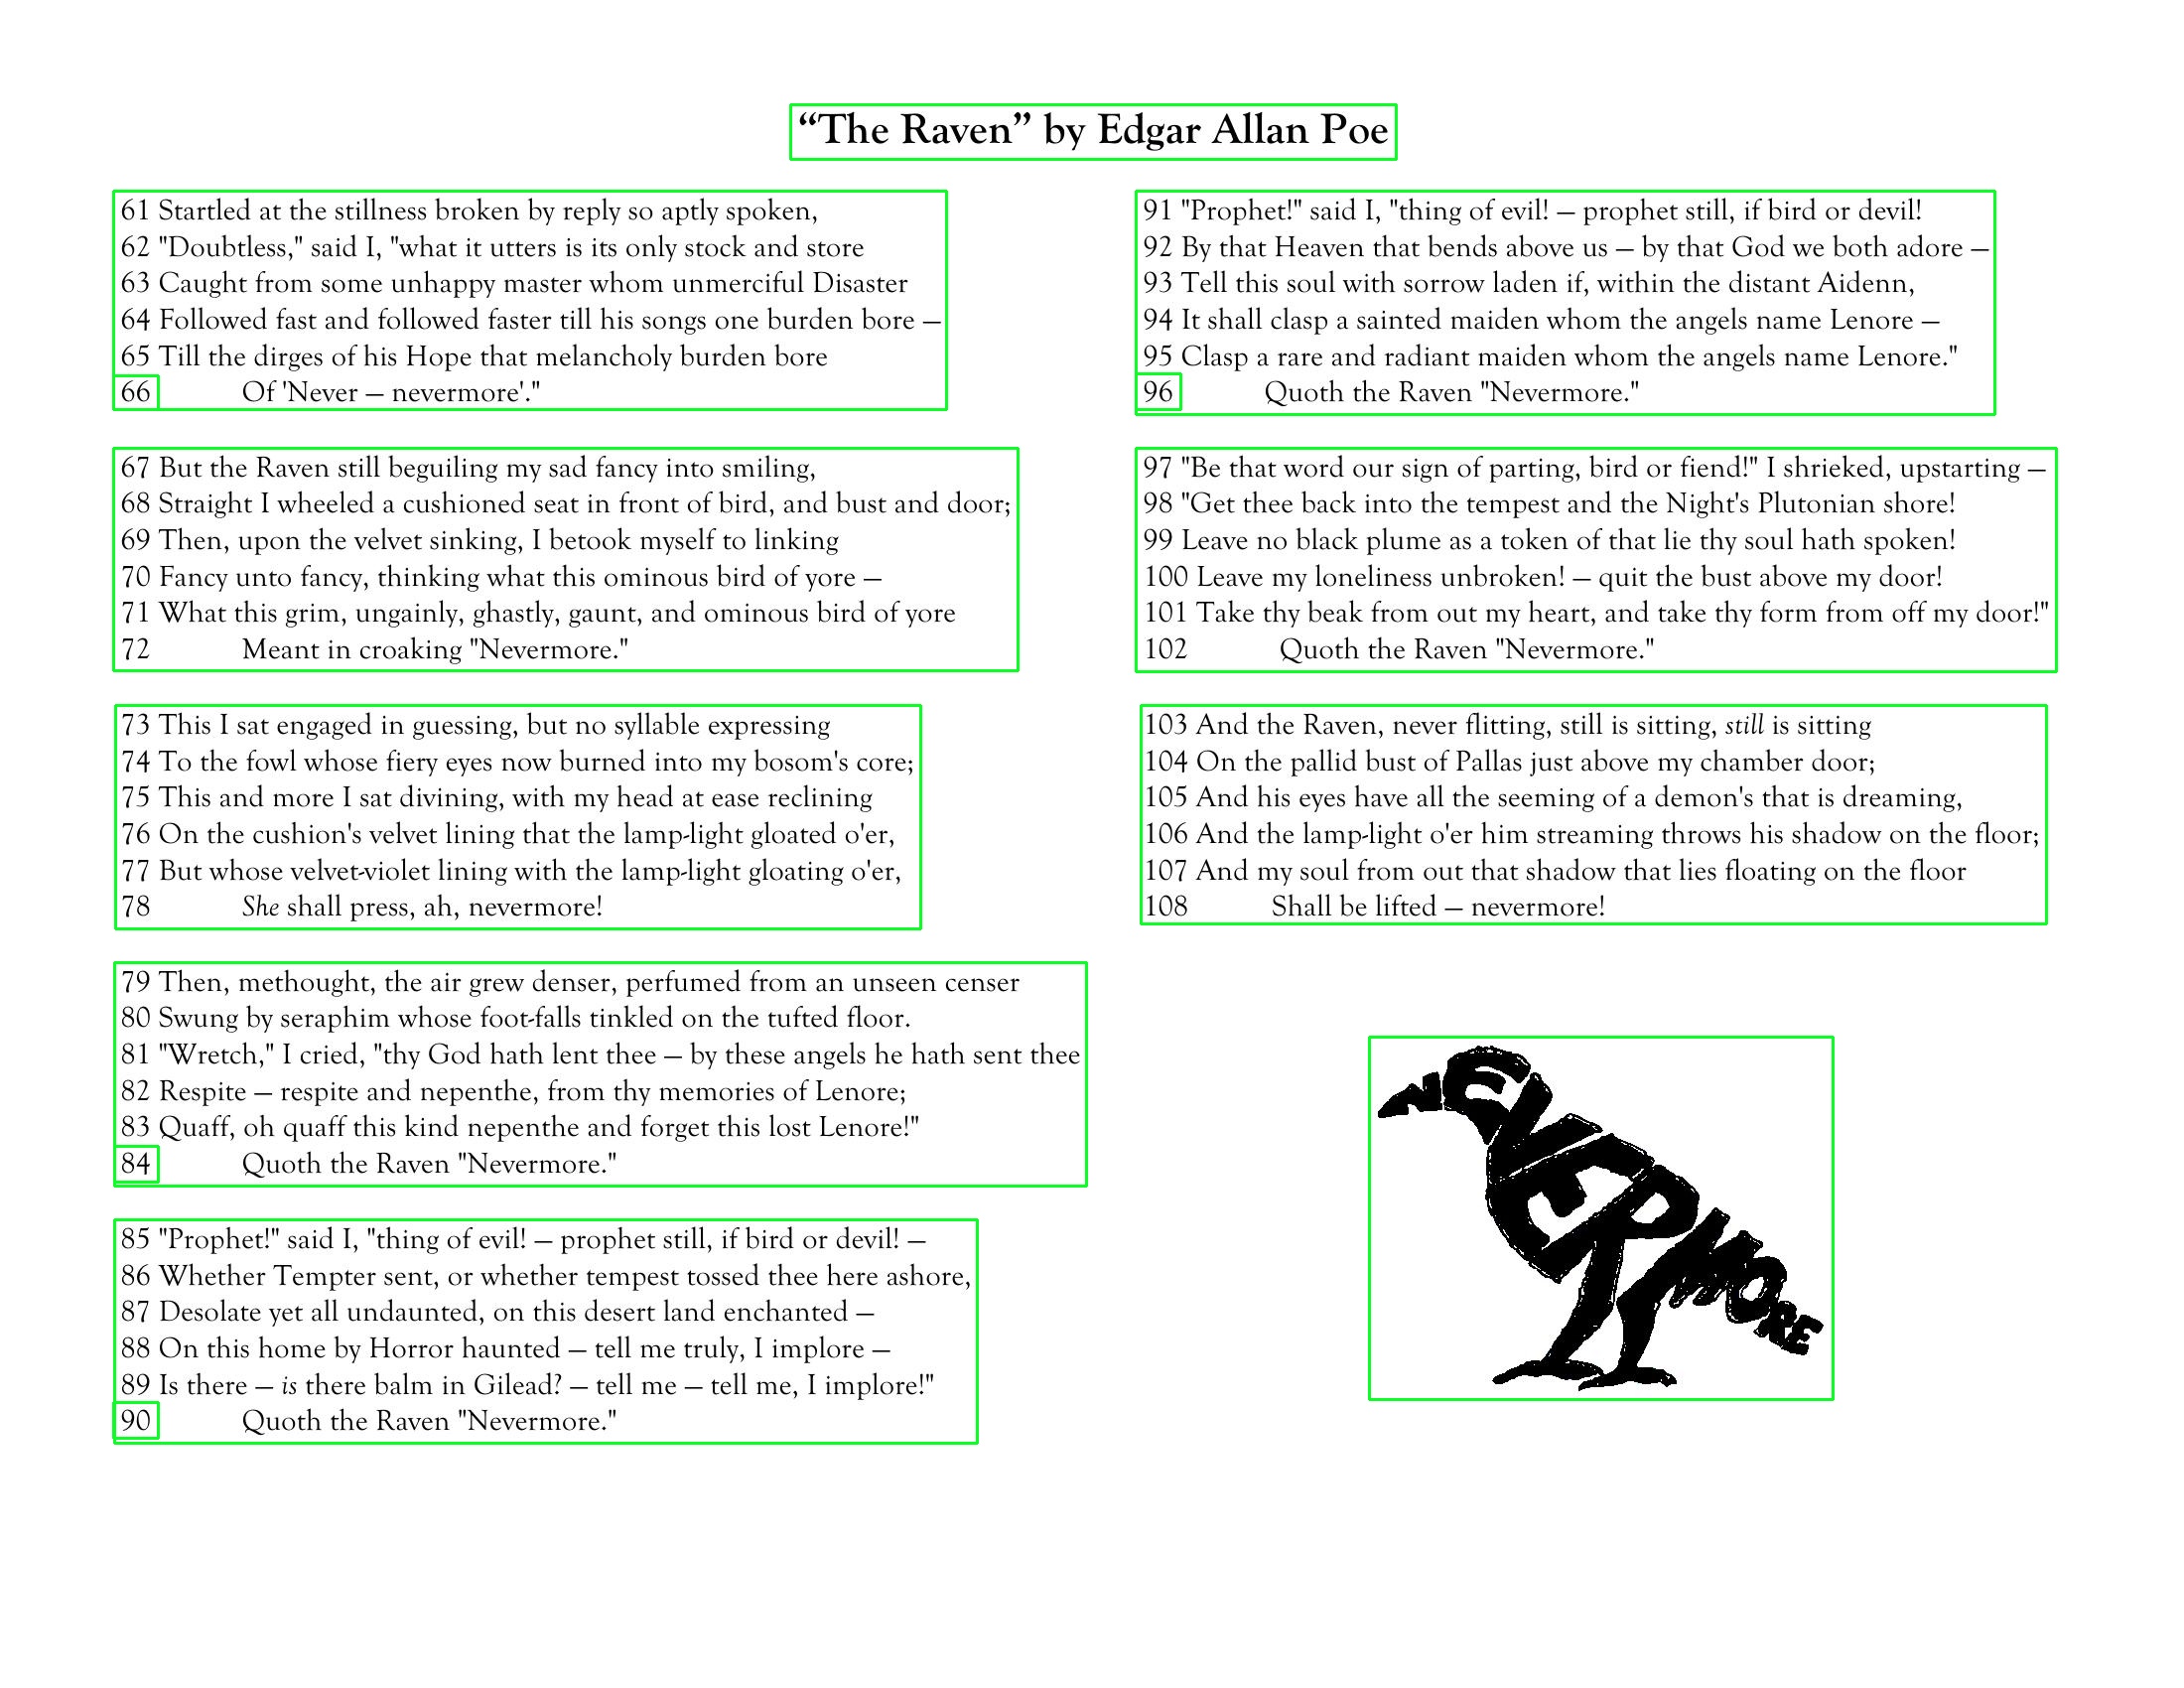 “The Raven” by Edgar Allan Poe
61 Startled at the stillness broken by reply so aptly spoken,
62 "Doubtless," said I, "what it utters is its only stock and store
63 Caught from some unhappy master whom unmerciful Disaster
64 Followed fast and followed faster till his songs one burden bore —
65 Till the dirges of his Hope that melancholy burden bore
66 Of 'Never — nevermore'."
67 But the Raven still beguiling my sad fancy into smiling,
68 Straight I wheeled a cushioned seat in front of bird, and bust and door;
69 Then, upon the velvet sinking, I betook myself to linking
70 Fancy unto fancy, thinking what this ominous bird of yore —
71 What this grim, ungainly, ghastly, gaunt, and ominous bird of yore
72 Meant in croaking "Nevermore."
73 This I sat engaged in guessing, but no syllable expressing
74 To the fowl whose fiery eyes now burned into my bosom's core;
75 This and more I sat divining, with my head at ease reclining
76 On the cushion's velvet lining that the lamp-light gloated o'er,
77 But whose velvet-violet lining with the lamp-light gloating o'er,
78 She shall press, ah, nevermore!
79 Then, methought, the air grew denser, perfumed from an unseen censer
80 Swung by seraphim whose foot-falls tinkled on the tufted floor.
81 "Wretch," I cried, "thy God hath lent thee — by these angels he hath sent thee
82 Respite — respite and nepenthe, from thy memories of Lenore;
83 Quaff, oh quaff this kind nepenthe and forget this lost Lenore!"
84 Quoth the Raven "Nevermore."
85 "Prophet!" said I, "thing of evil! — prophet still, if bird or devil! —
86 Whether Tempter sent, or whether tempest tossed thee here ashore,
87 Desolate yet all undaunted, on this desert land enchanted —
88 On this home by Horror haunted — tell me truly, I implore —
89 Is there — is there balm in Gilead? — tell me — tell me, I implore!"
90 Quoth the Raven "Nevermore."
91 "Prophet!" said I, "thing of evil! — prophet still, if bird or devil!
92 By that Heaven that bends above us — by that God we both adore —
93 Tell this soul with sorrow laden if, within the distant Aidenn,
94 It shall clasp a sainted maiden whom the angels name Lenore —
95 Clasp a rare and radiant maiden whom the angels name Lenore."
96 Quoth the Raven "Nevermore."
97 "Be that word our sign of parting, bird or fiend!" I shrieked, upstarting —
98 "Get thee back into the tempest and the Night's Plutonian shore!
99 Leave no black plume as a token of that lie thy soul hath spoken!
100 Leave my loneliness unbroken! — quit the bust above my door!
101 Take thy beak from out my heart, and take thy form from off my door!"
102 Quoth the Raven "Nevermore."
103 And the Raven, never flitting, still is sitting, still is sitting
104 On the pallid bust of Pallas just above my chamber door;
105 And his eyes have all the seeming of a demon's that is dreaming,
106 And the lamp-light o'er him streaming throws his shadow on the floor;
107 And my soul from out that shadow that lies floating on the floor
108 Shall be lifted — nevermore!
NEVERMORE